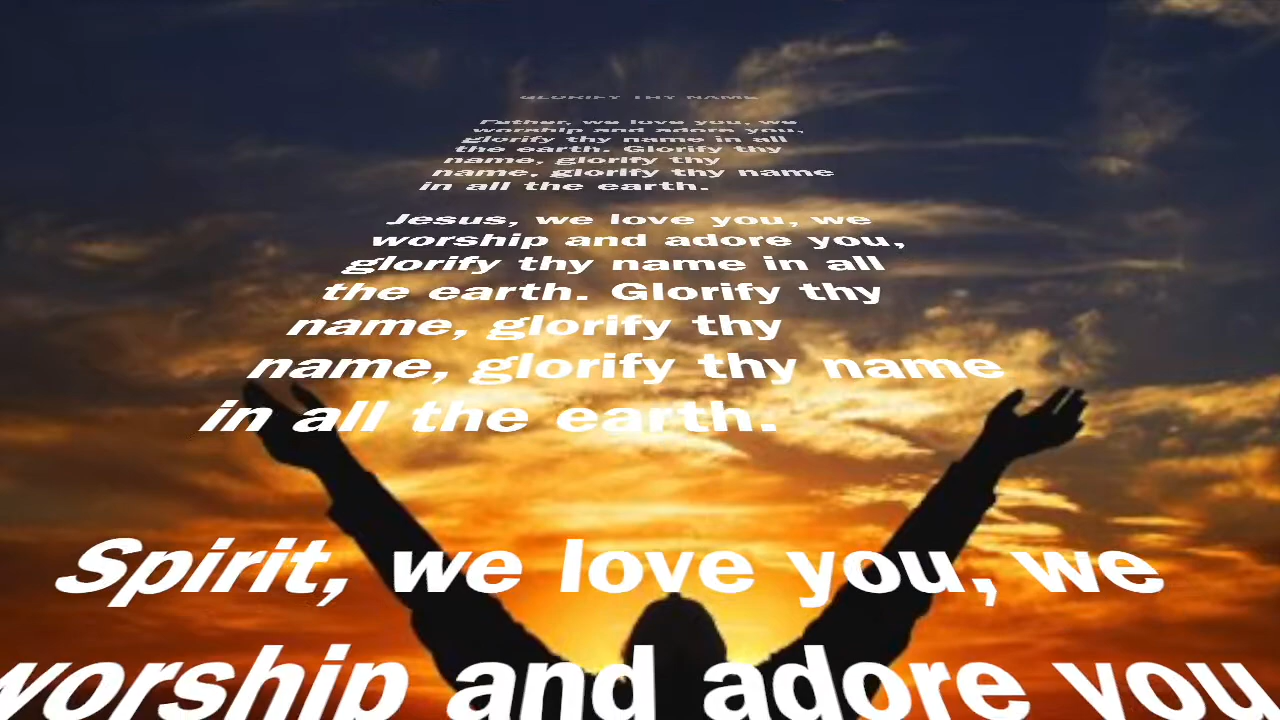 GLORIFY THY NAME
Father, we love you, we
worship and adore you,
glorify thy name in all
the earth. Glorify thy
name, glorify thy
name, glorify thy name
in all the earth.
Jesus, we love you, we
worship and adore you,
glorify thy name in all
the earth. Glorify thy
name, glorify thy
name, glorify thy name
in all the earth.
Spirit, we love you, we
worship and adore you